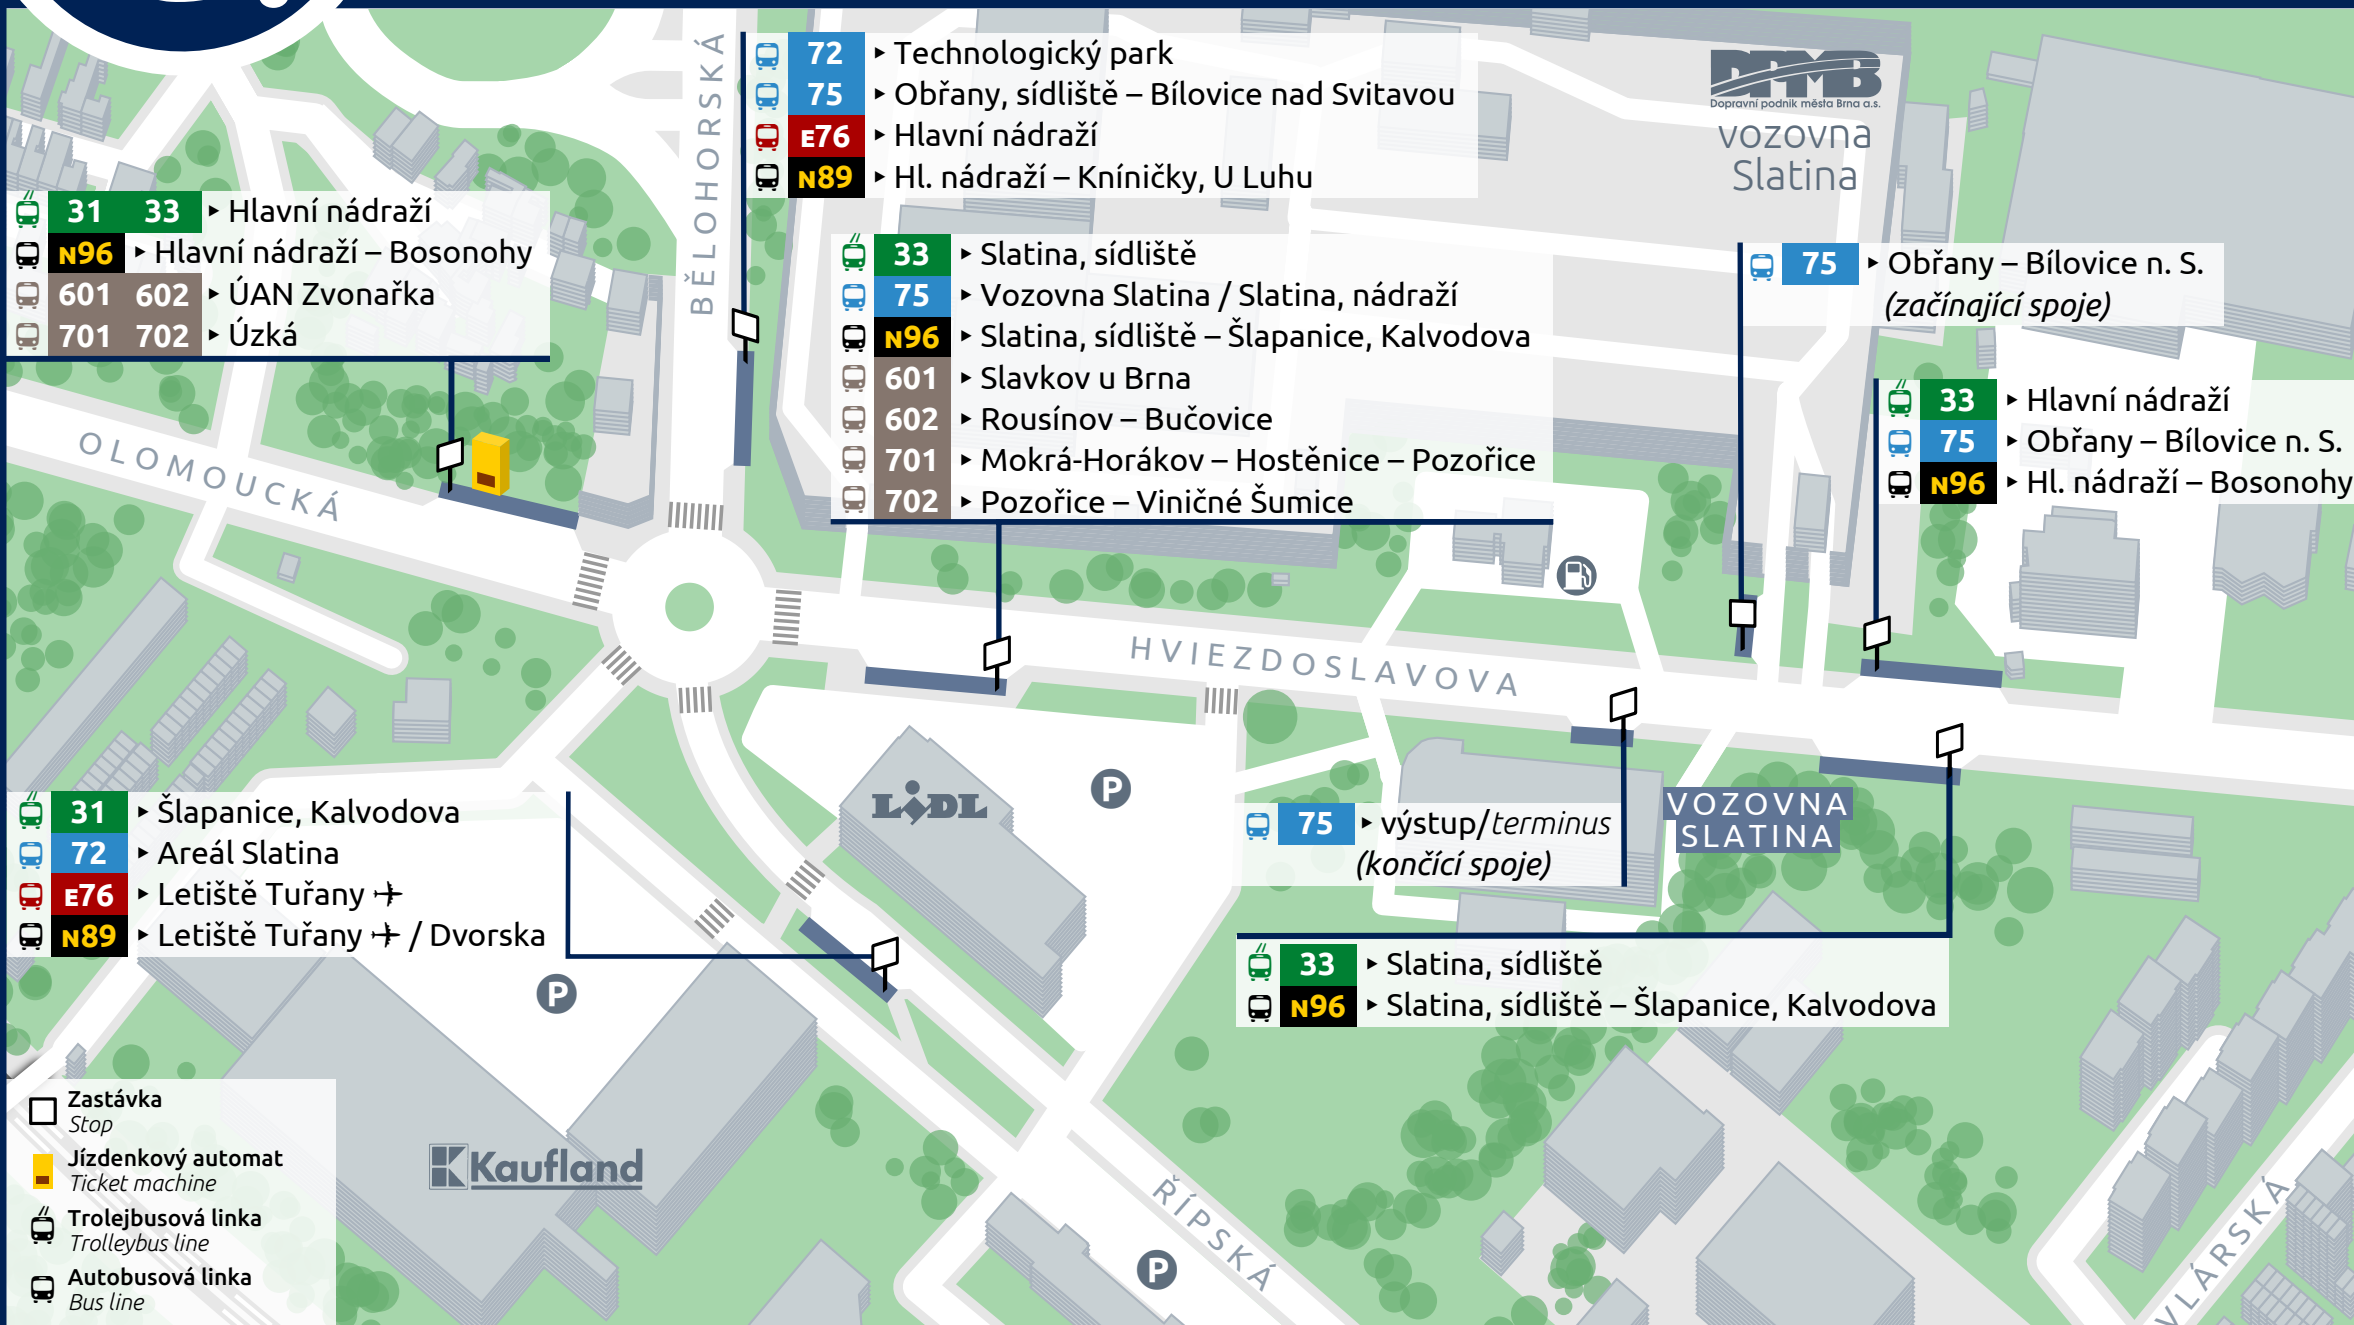 BĚLOHORSKÁ
72 ▸ Technologický park
75 ▸ Obřany, sídliště – Bílovice nad Svitavou
E76 ▸ Hlavní nádraží
N89 ▸ Hl. nádraží – Kníničky, U Luhu
DPMB
Dopravní podnik města Brna a.s.
vozovna
Slatina
31 33 ▸ Hlavní nádraží
N96 ▸ Hlavní nádraží – Bosonohy
601 602 ▸ ÚAN Zvonařka
701 702 ▸ Úzká
33 ▸ Slatina, sídliště
75 ▸ Vozovna Slatina / Slatina, nádraží
N96 ▸ Slatina, sídliště – Šlapanice, Kalvodova
601 ▸ Slavkov u Brna
602 ▸ Rousínov – Bučovice
701 ▸ Mokrá-Horákov – Hostěnice – Pozořice
702 ▸ Pozořice – Viničné Šumice
75 ▸ Obřany – Bílovice n. S.
(začínající spoje)
33 ▸ Hlavní nádraží
75 ▸ Obřany – Bílovice n. S.
N96 ▸ Hl. nádraží – Bosonohy
OLOMOUCKÁ
HVIEZDOSLAVOVA
LIDL
P
31 ▸ Šlapanice, Kalvodova
72 ▸ Areál Slatina
E76 ▸ Letiště Tuřany
N89 ▸ Letiště Tuřany / Dvorska
75 ▸ výstup/terminus
(končící spoje)
VOZOVNA
SLATINA
33 ▸ Slatina, sídliště
N96 ▸ Slatina, sídliště – Šlapanice, Kalvodova
P
Kaufland
ŘÍPSKÁ
P
VLÁRSKÁ
Zastávka
Stop
Jízdenkový automat
Ticket machine
Trolejbusová linka
Trolleybus line
Autobusová linka
Bus line